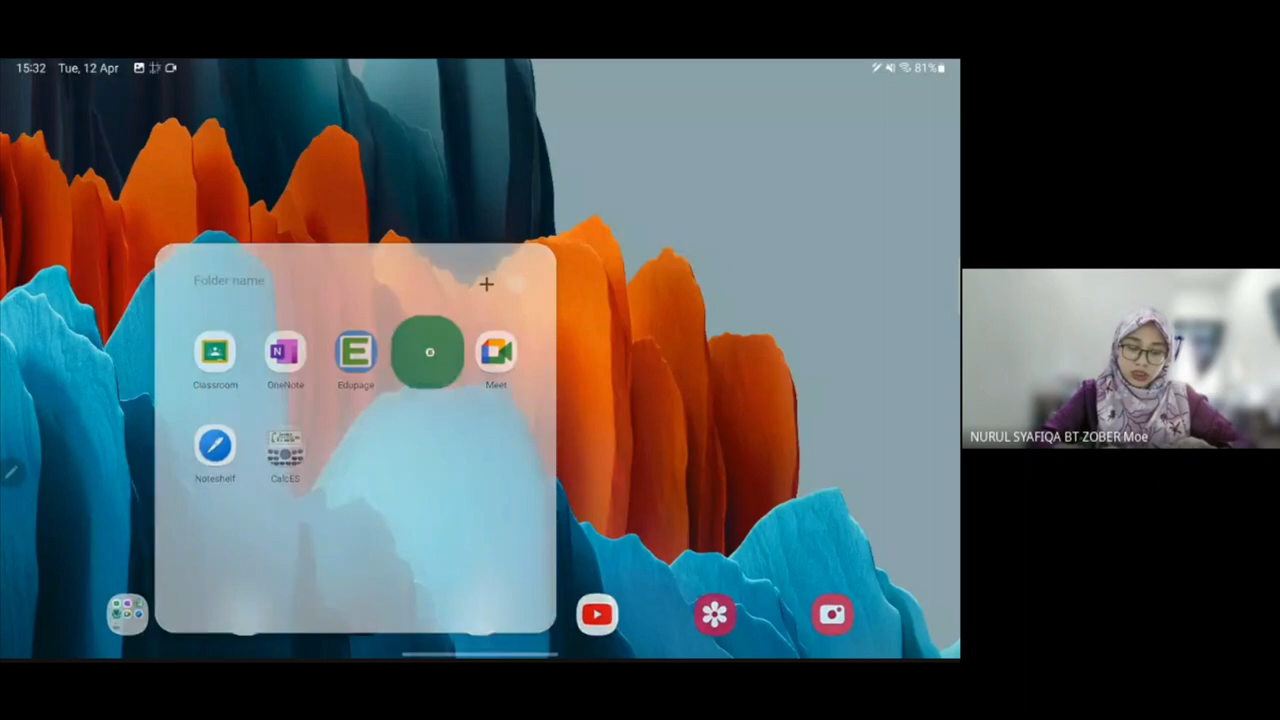 15:32 Tue, 12 Apr 81%
Folder name
Classroom OneNote Edupage Meet
Noteshelf CalcES
NURUL SYAFIQA BT ZOBER Moe